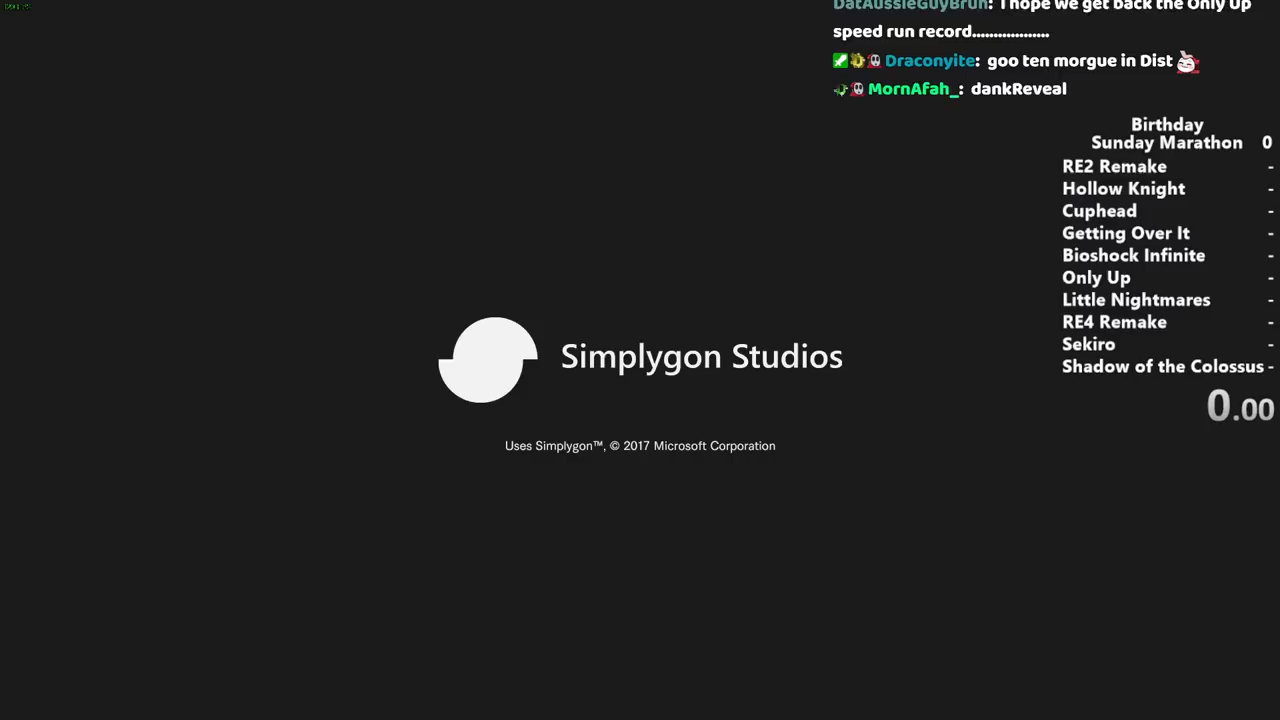 DatAussieGuyBruh: I hope we get back the Only Up
speed run record..................
Draconyite: goo ten morgue in Dist
MornAfah_: dankReveal
Birthday
Sunday Marathon 0
RE2 Remake -
Hollow Knight -
Cuphead -
Getting Over It -
Bioshock Infinite -
Only Up -
Little Nightmares -
RE4 Remake -
Sekiro -
Shadow of the Colossus -
0.00
Simplygon Studios
Uses Simplygon™, © 2017 Microsoft Corporation